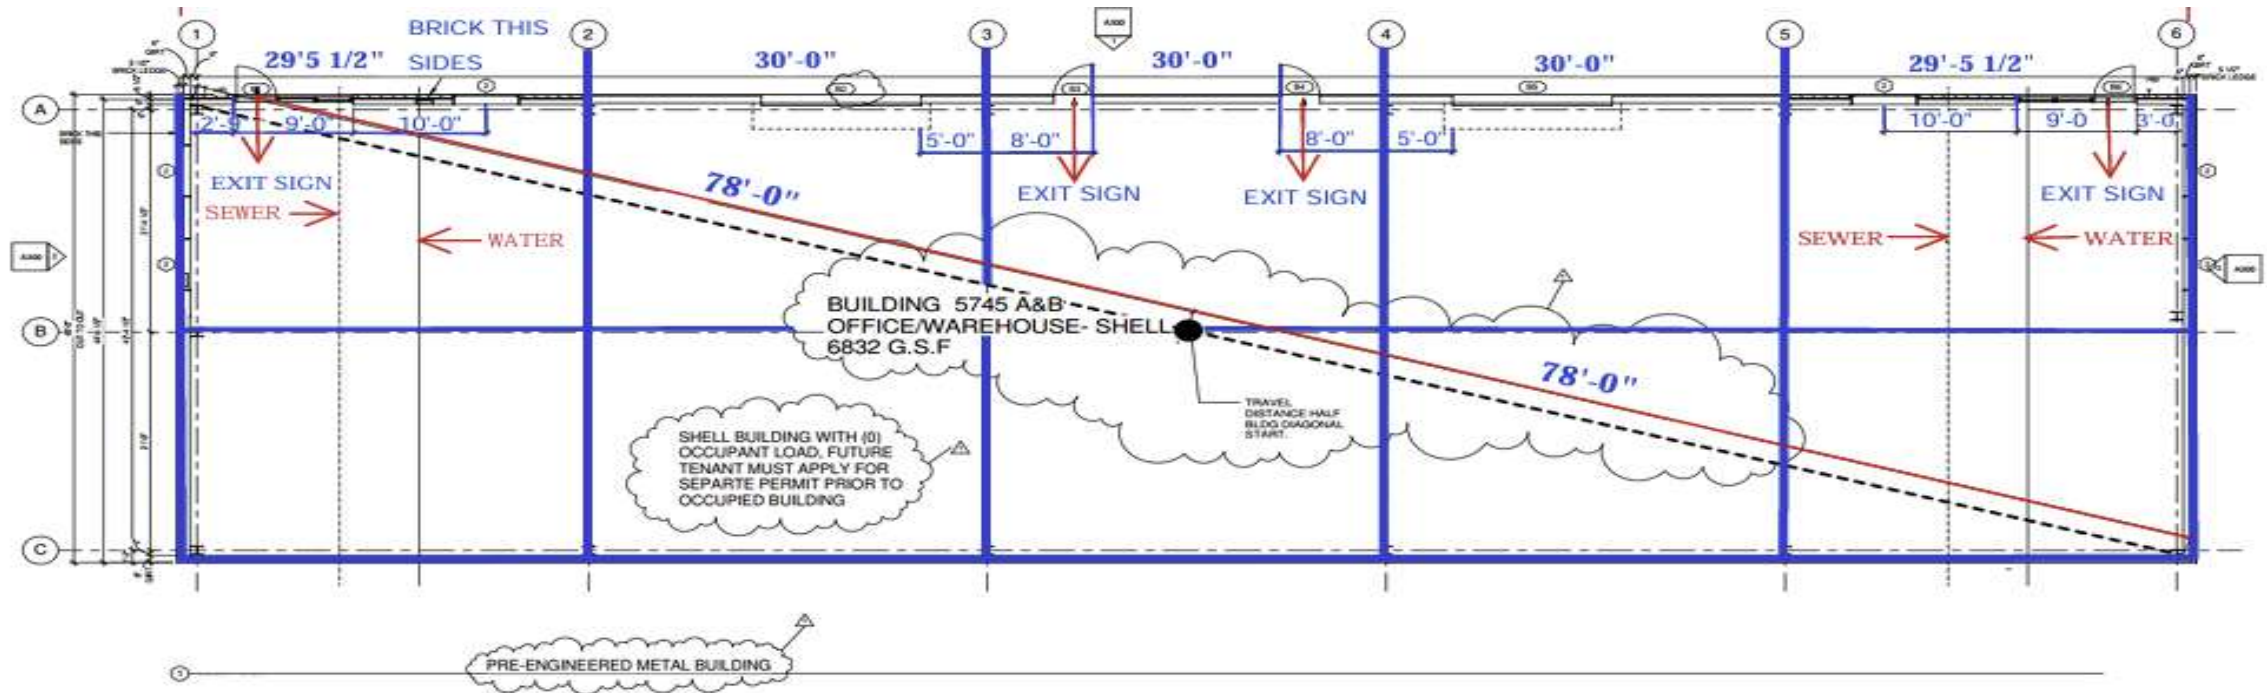 1
2
3
4
5
6
BRICK THIS
SIDES
29'5 1/2"
30'-0"
30'-0"
30'-0"
29'-5 1/2"
A
2'-9
9'-0"
10'-0"
5'-0"
8'-0"
8'-0"
5'-0"
10'-0"
9'-0
3'-0
EXIT SIGN
EXIT SIGN
EXIT SIGN
EXIT SIGN
78'-0"
SEWER
WATER
SEWER
WATER
B
BUILDING 5745 A&B
OFFICE/WAREHOUSE- SHELL
6832 G.S.F
78'-0"
TRAVEL
DISTANCE HALF
BLDG DIAGONAL
START.
SHELL BUILDING WITH (0)
OCCUPANT LOAD, FUTURE
TENANT MUST APPLY FOR
SEPARTE PERMIT PRIOR TO
OCCUPIED BUILDING
C
PRE-ENGINEERED METAL BUILDING